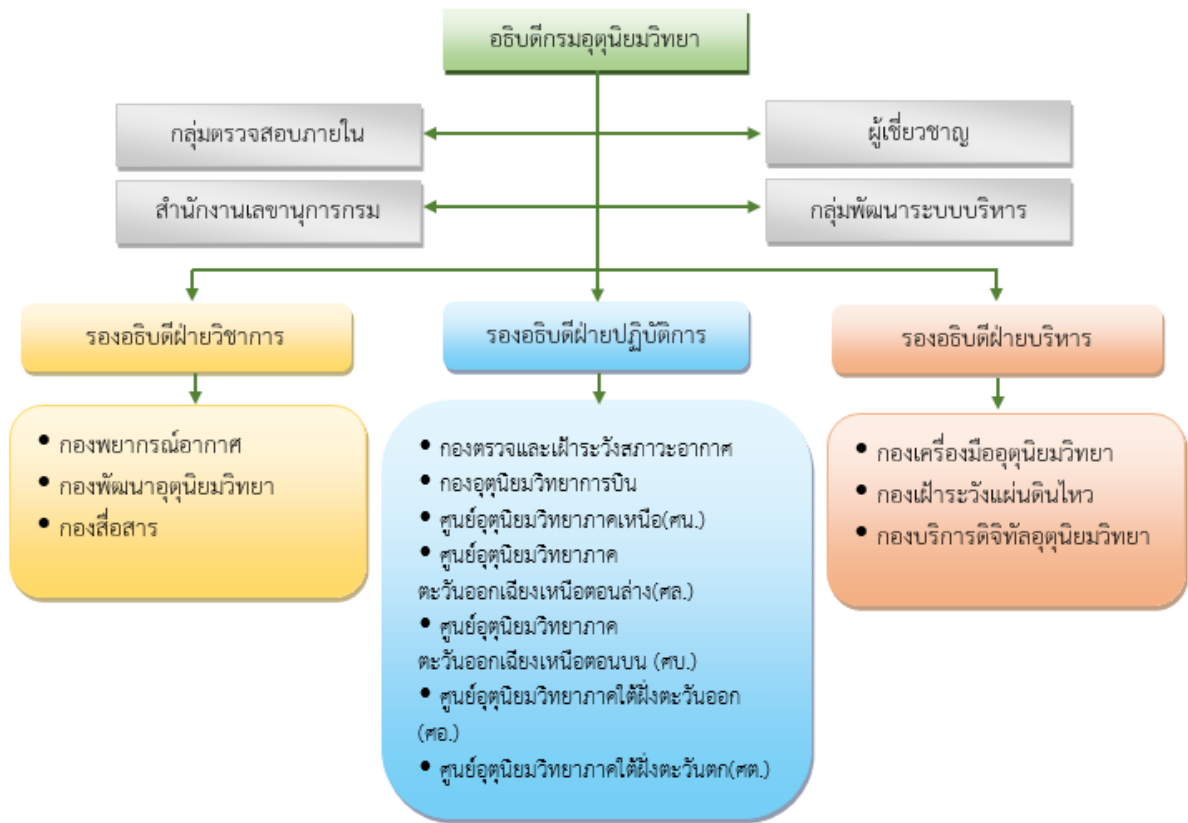 อธิบดีกรมอุตุนิยมวิทยา
กลุ่มตรวจสอบภายใน
ผู้เชี่ยวชาญ
สำนักงานเลขานุการกรม
กลุ่มพัฒนาระบบบริหาร
รองอธิบดีฝ่ายวิชาการ
• กองพยากรณ์อากาศ
• กองพัฒนาอุตุนิยมวิทยา
• กองสื่อสาร
รองอธิบดีฝ่ายปฏิบัติการ
• กองตรวจและเฝ้าระวังสภาวะอากาศ
• กองอุตุนิยมวิทยาการบิน
• ศูนย์อุตุนิยมวิทยาภาคเหนือ(ศน.)
• ศูนย์อุตุนิยมวิทยาภาค
ตะวันออกเฉียงเหนือตอนล่าง(ศล.)
• ศูนย์อุตุนิยมวิทยาภาค
ตะวันออกเฉียงเหนือตอนบน (ศบ.)
• ศูนย์อุตุนิยมวิทยาภาคใต้ฝั่งตะวันออก
(ศอ.)
• ศูนย์อุตุนิยมวิทยาภาคใต้ฝั่งตะวันตก(ศต.)
รองอธิบดีฝ่ายบริหาร
• กองเครื่องมืออุตุนิยมวิทยา
• กองเฝ้าระวังแผ่นดินไหว
• กองบริการดิจิทัลอุตุนิยมวิทยา